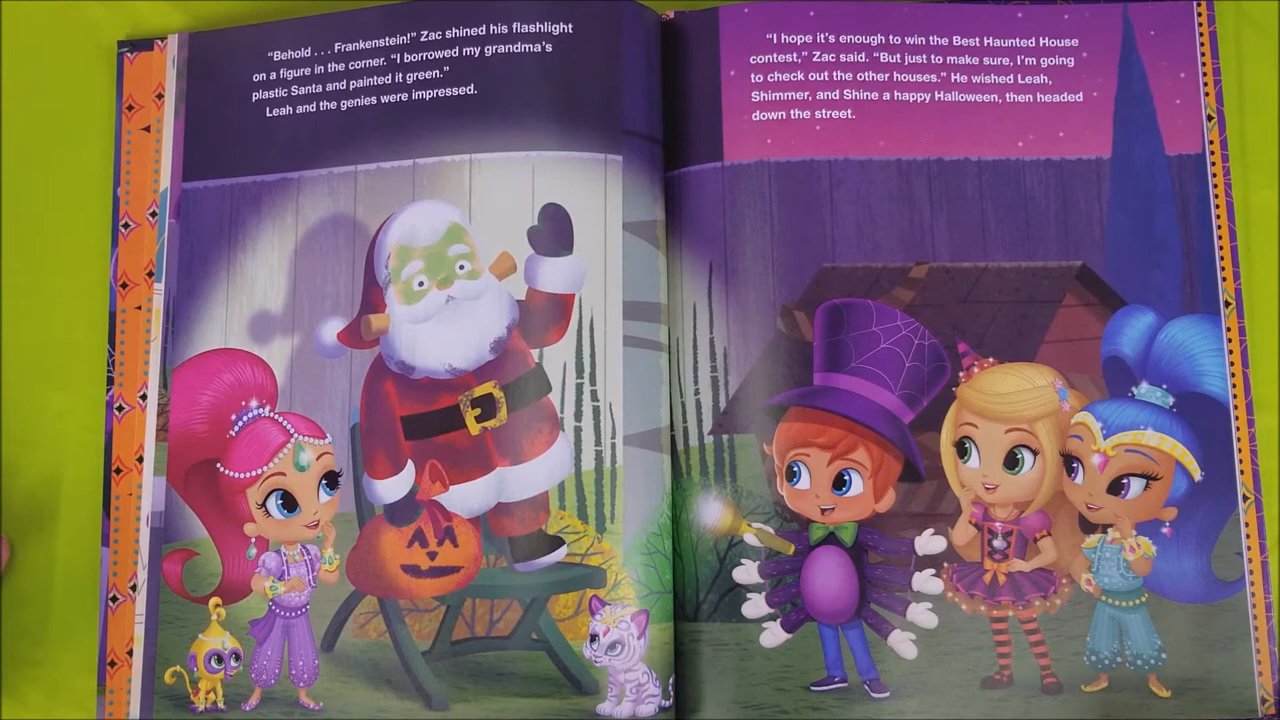 “Behold . . . Frankenstein!” Zac shined his flashlight
on a figure in the corner. “I borrowed my grandma’s
plastic Santa and painted it green.”
Leah and the genies were impressed.
“I hope it’s enough to win the Best Haunted House
contest,” Zac said. “But just to make sure, I’m going
to check out the other houses.” He wished Leah,
Shimmer, and Shine a happy Halloween, then headed
down the street.